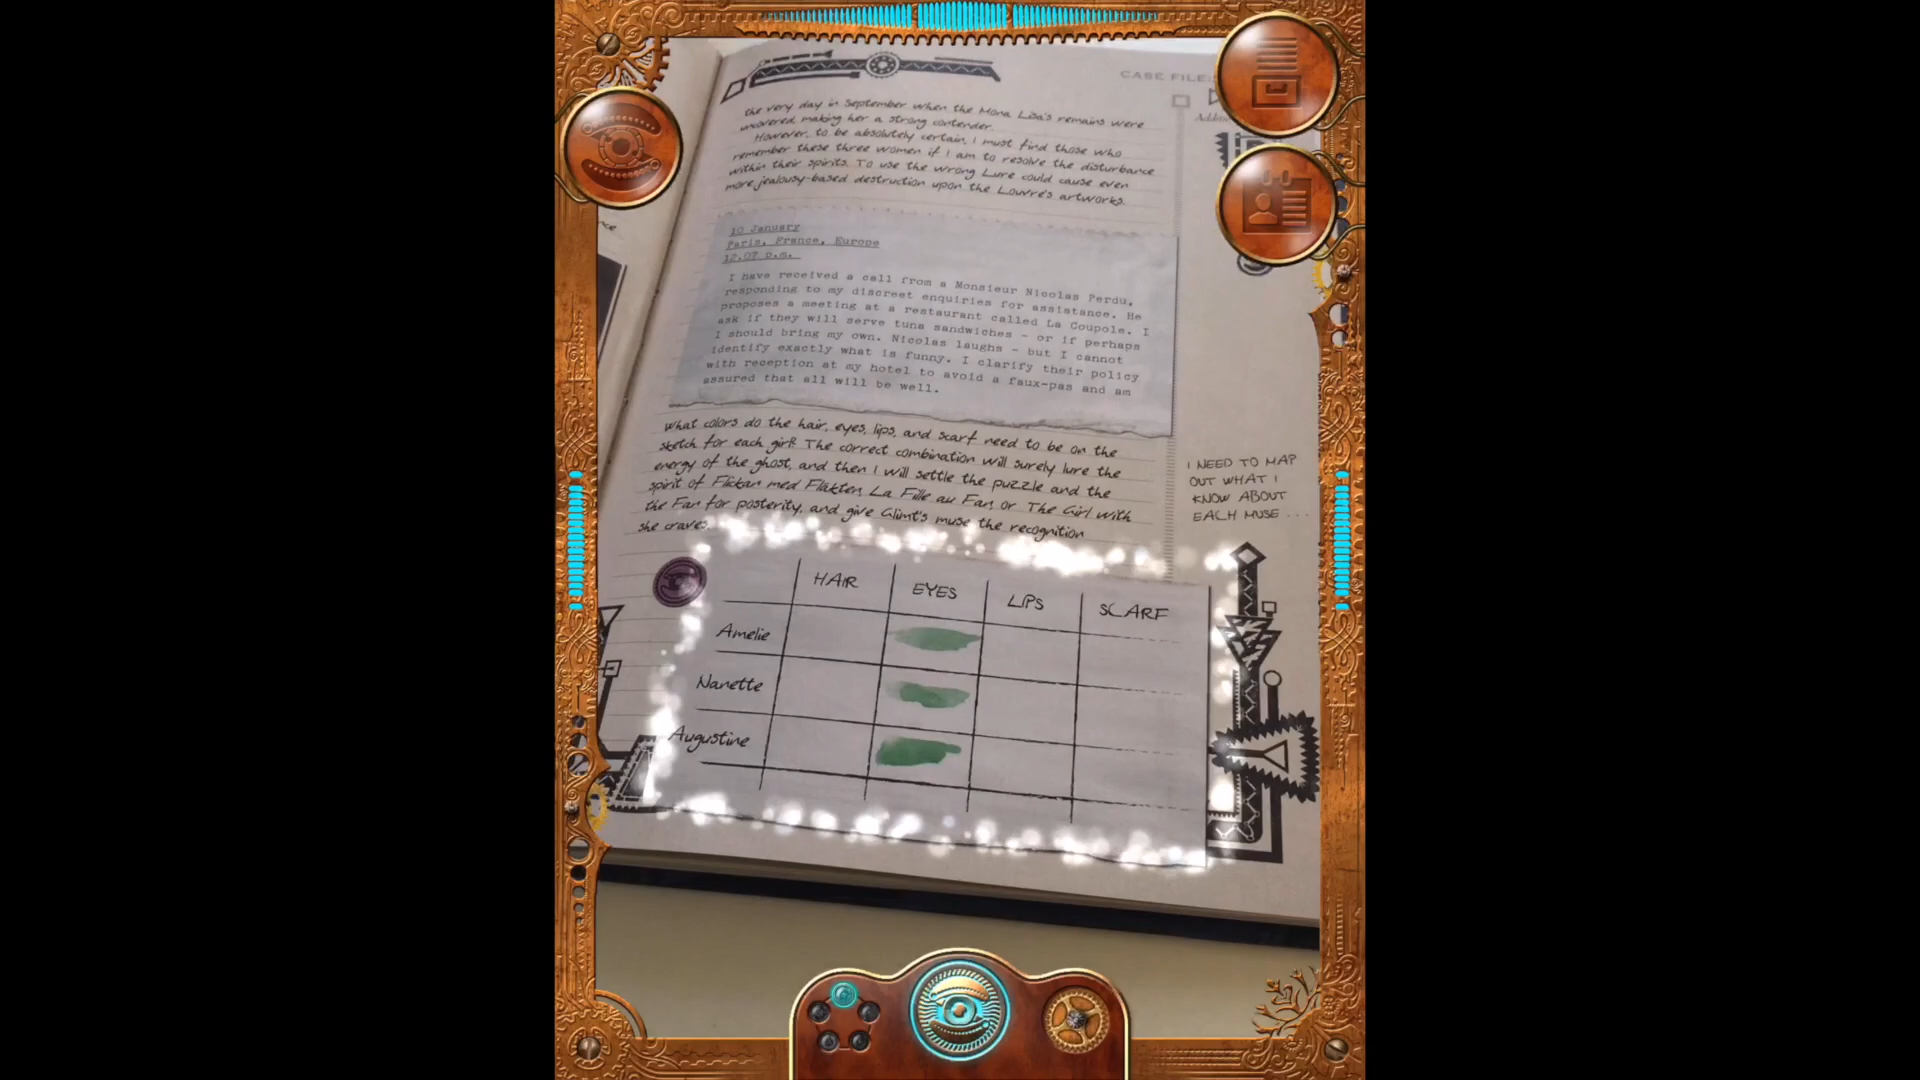 CASE FILE:
the very day in September when the Mona Lisa's remains were
uncovered, making her a strong contender.
However, to be absolutely certain, I must find those who
remember these three women if I am to resolve the disturbance
within their spirits. To use the wrong Lure could cause even
more jealousy-based destruction upon the Louvre's artworks.
10 January
Paris, France, Europe
12.07 p.m.
I have received a call from a Monsieur Nicolas Perdu,
responding to my discreet enquiries for assistance. He
proposes a meeting at a restaurant called La Coupole. I
ask if they will serve tuna sandwiches – or if perhaps
I should bring my own. Nicolas laughs – but I cannot
identify exactly what is funny. I clarify their policy
with reception at my hotel to avoid a faux-pas and am
assured that all will be well.
What colors do the hair, eyes, lips, and scarf need to be on the
sketch for each girl? The correct combination will surely lure the
energy of the ghost, and then I will settle the puzzle and the
spirit of Flickan med Fläkten, La Fille au Fan, or The Girl with
the Fan for posterity, and give Glimt's muse the recognition
she craves.
I NEED TO MAP
OUT WHAT I
KNOW ABOUT
EACH MUSE ...
HAIR EYES LIPS SCARF
Amelie
Nanette
Augustine